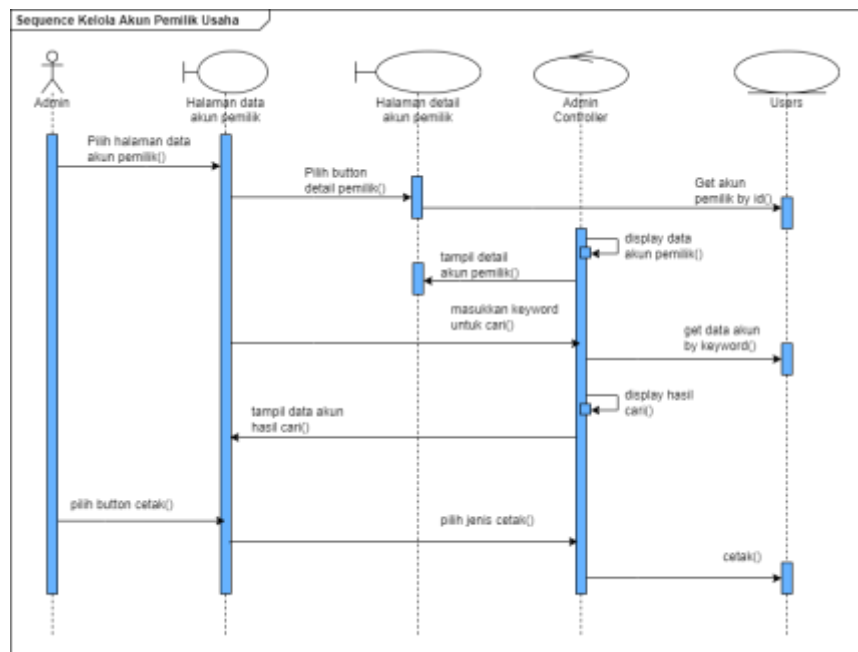 Sequence Kelola Akun Pemilik Usaha
Admin
Halaman data
akun pemilik
Halaman detail
akun pemilik
Admin
Controller
Users
Pilih halaman data
akun pemilik()
Pilih button
detail pemilik()
Get akun
pemilik by id()
display data
akun pemilik()
tampil detail
akun pemilik()
masukkan keyword
untuk cari()
get data akun
by keyword()
display hasil
cari()
tampil data akun
hasil cari()
pilih button cetak()
pilih jenis cetak()
cetak()